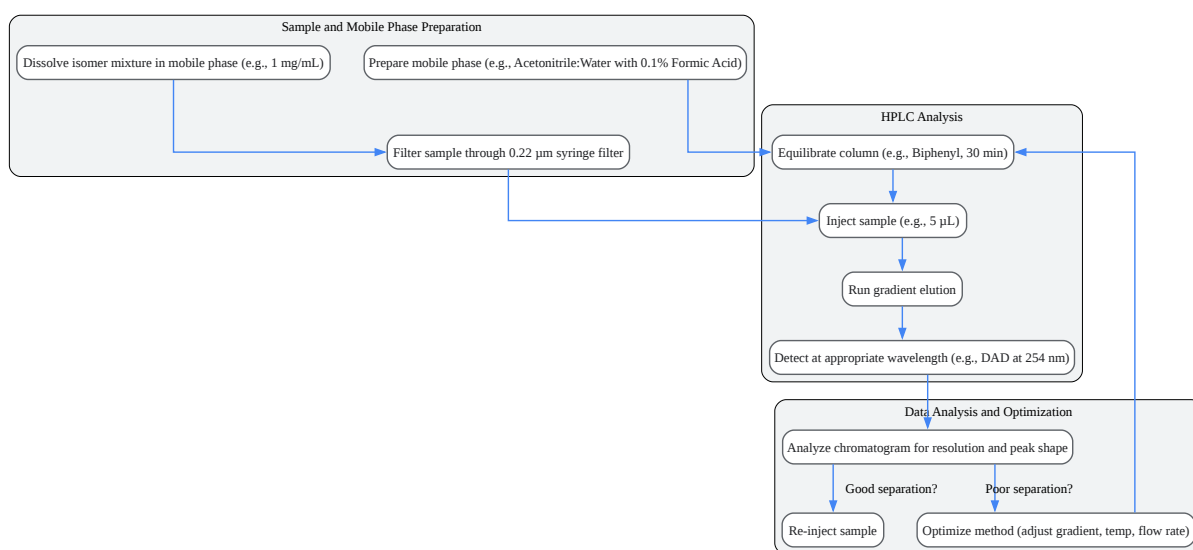 Sample and Mobile Phase Preparation
Dissolve isomer mixture in mobile phase (e.g., 1 mg/mL)
Prepare mobile phase (e.g., Acetonitrile:Water with 0.1% Formic Acid)
Filter sample through 0.22 µm syringe filter
HPLC Analysis
Equilibrate column (e.g., Biphenyl, 30 min)
Inject sample (e.g., 5 µL)
Run gradient elution
Detect at appropriate wavelength (e.g., DAD at 254 nm)
Data Analysis and Optimization
Analyze chromatogram for resolution and peak shape
Good separation?
Poor separation?
Re-inject sample
Optimize method (adjust gradient, temp, flow rate)